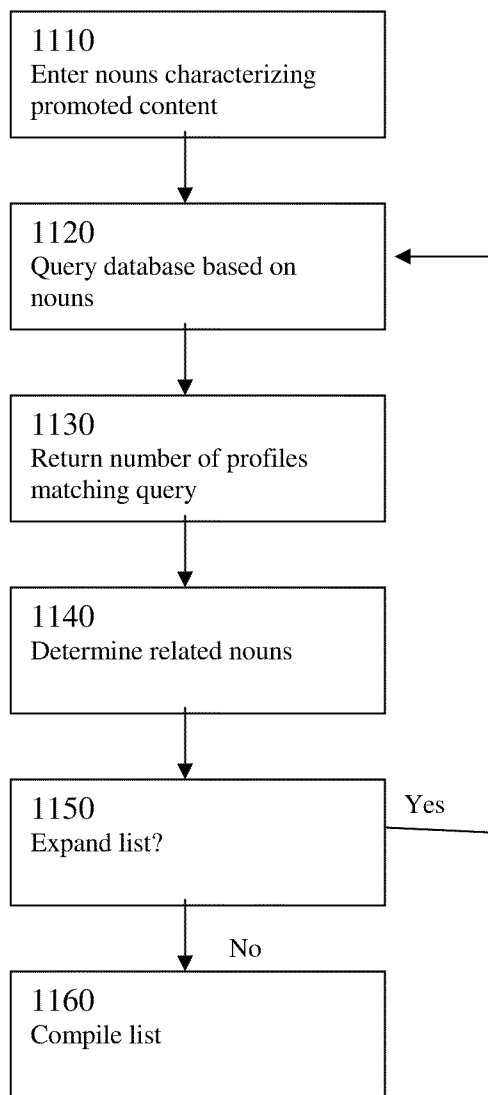 1110
Enter nouns characterizing
promoted content
1120
Query database based on
nouns
1130
Return number of profiles
matching query
1140
Determine related nouns
1150
Expand list?
Yes
No
1160
Compile list